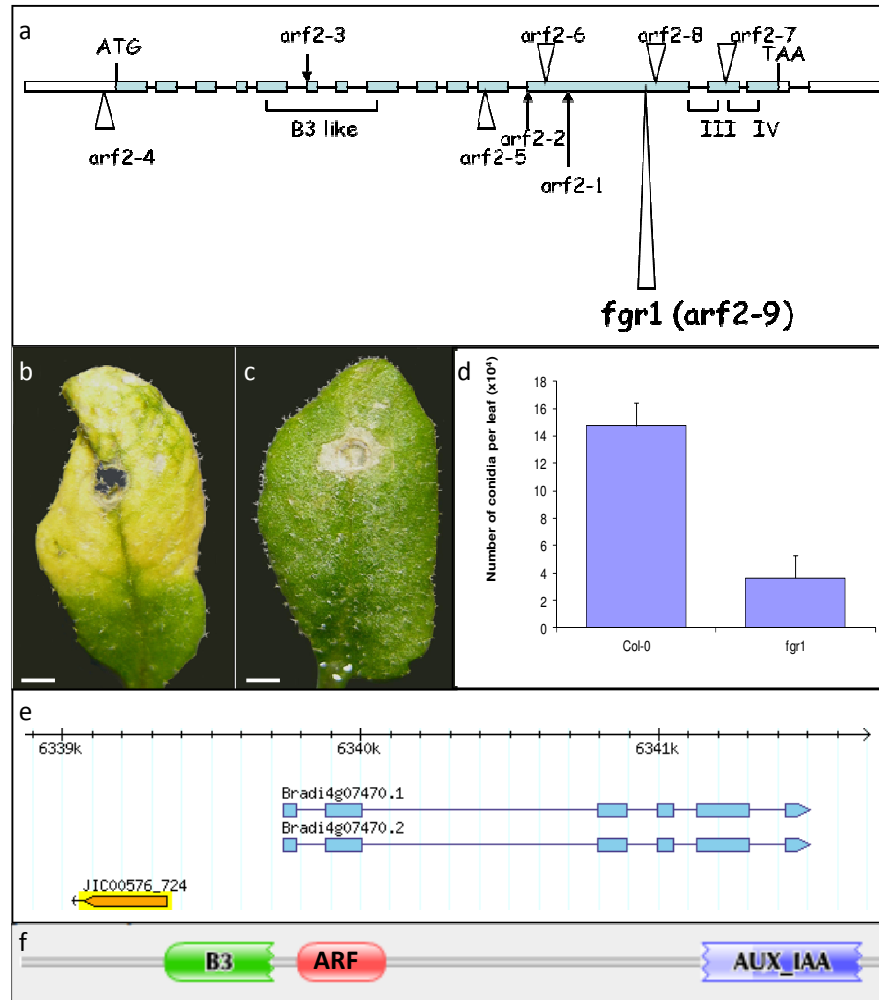 a
arf2-3
arf2-6
arf2-8
arf2-7
ATG
TAA
B3 like
III
IV
arf2-4
arf2-5
arf2-2
arf2-1
fgr1 (arf2-9)
b
c
d
Number of conidia per leaf (x10⁴)
18
16
14
12
10
8
6
4
2
0
Col-0
fgr1
e
6339k
6340k
6341k
Bradi4g07470.1
Bradi4g07470.2
JIC00576_724
f
B3
ARF
AUX_IAA